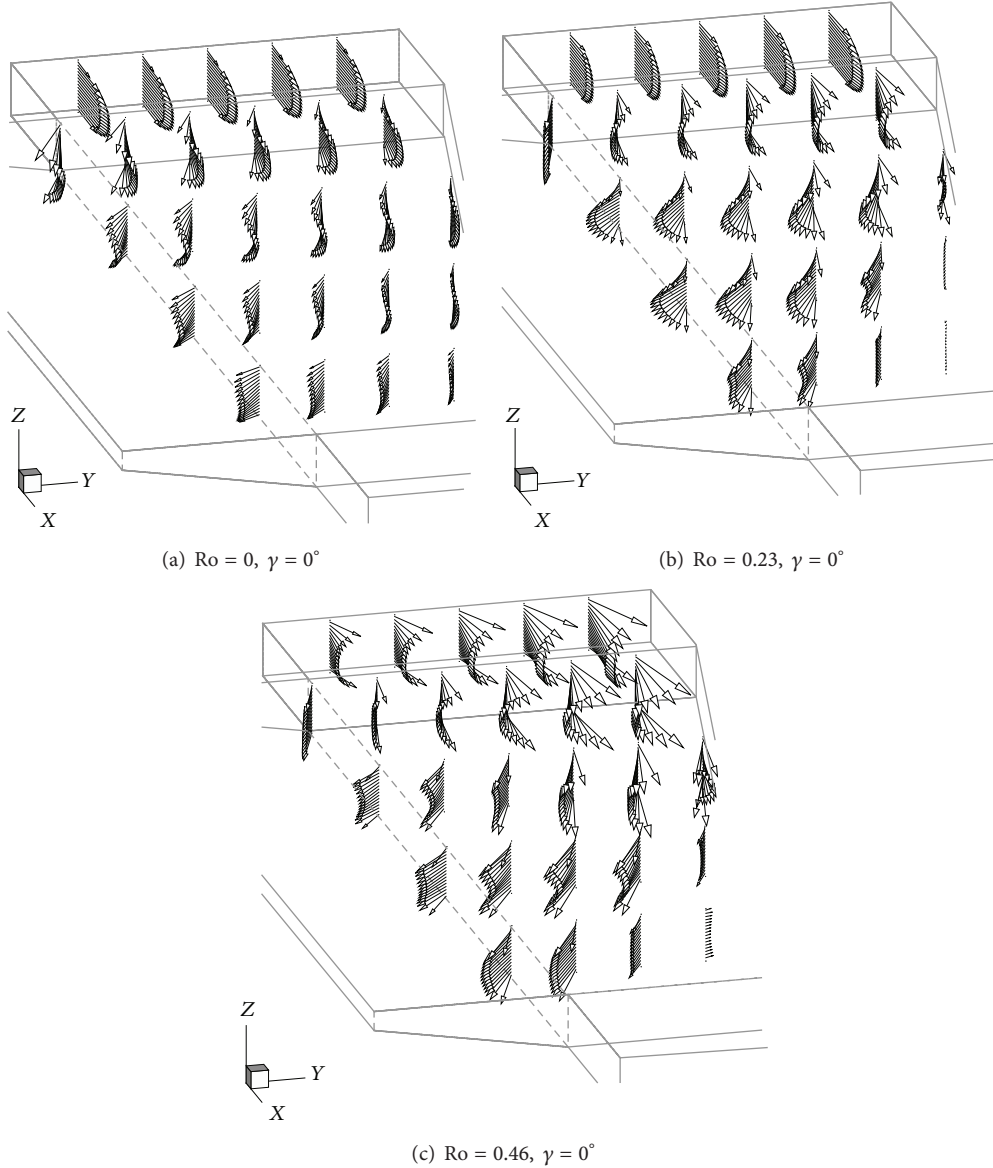 Z
Y
X
(a) Ro = 0, γ = 0°
Z
Y
X
(b) Ro = 0.23, γ = 0°
Z
Y
X
(c) Ro = 0.46, γ = 0°